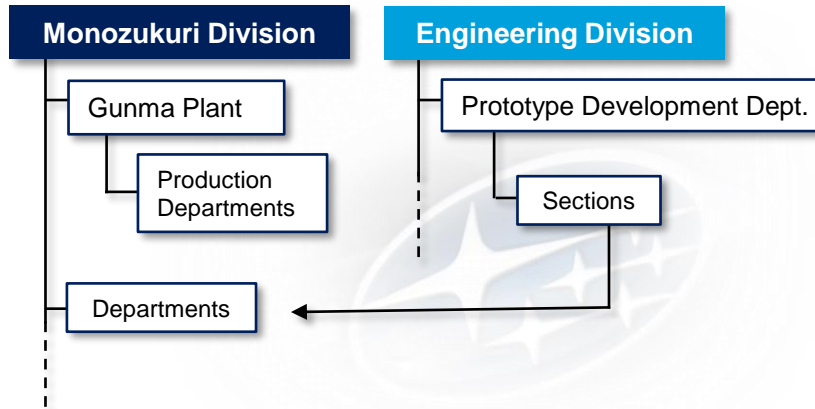 Monozukuri Division
Engineering Division
Gunma Plant
Prototype Development Dept.
Production
Departments
Sections
Departments